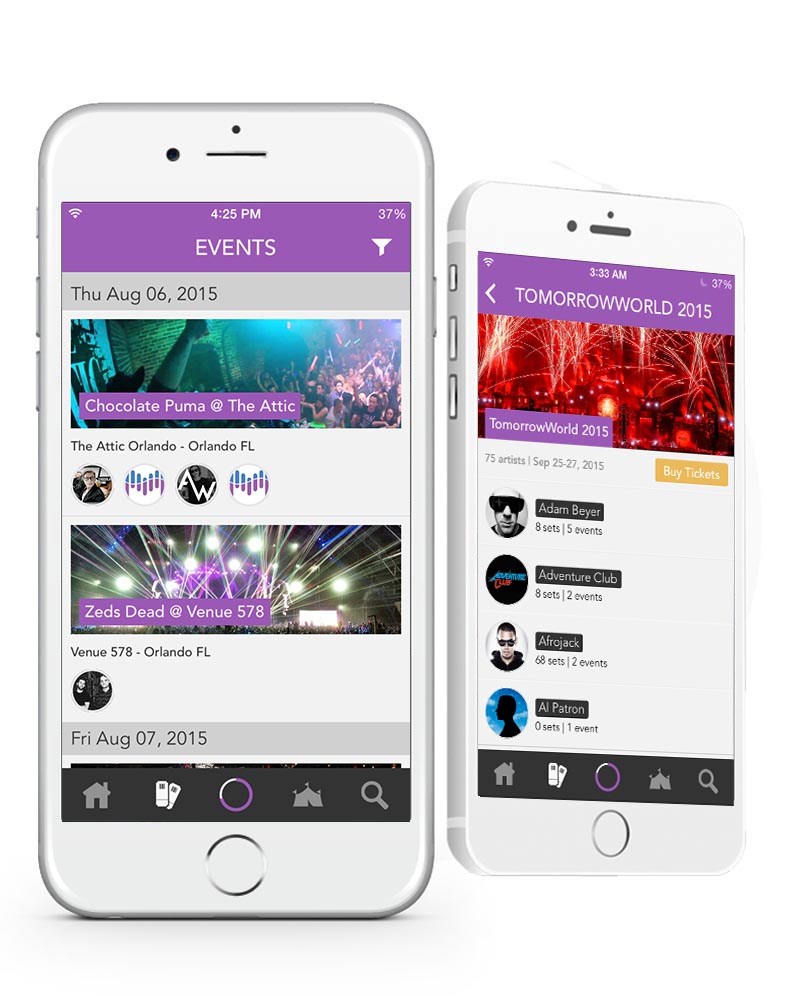 4:25 PM
37%
EVENTS
Thu Aug 06, 2015
Chocolate Puma @ The Attic
The Attic Orlando - Orlando FL
AW
Zeds Dead @ Venue 578
Venue 578 - Orlando FL
Fri Aug 07, 2015
3:33 AM
37%
TOMORROWWORLD 2015
TomorrowWorld 2015
75 artists | Sep 25-27, 2015
Buy Tickets
Adam Beyer
8 sets | 5 events
ADVENTURE
CLUB
Adventure Club
8 sets | 2 events
Afrojack
68 sets | 2 events
Al Patron
0 sets | 1 event